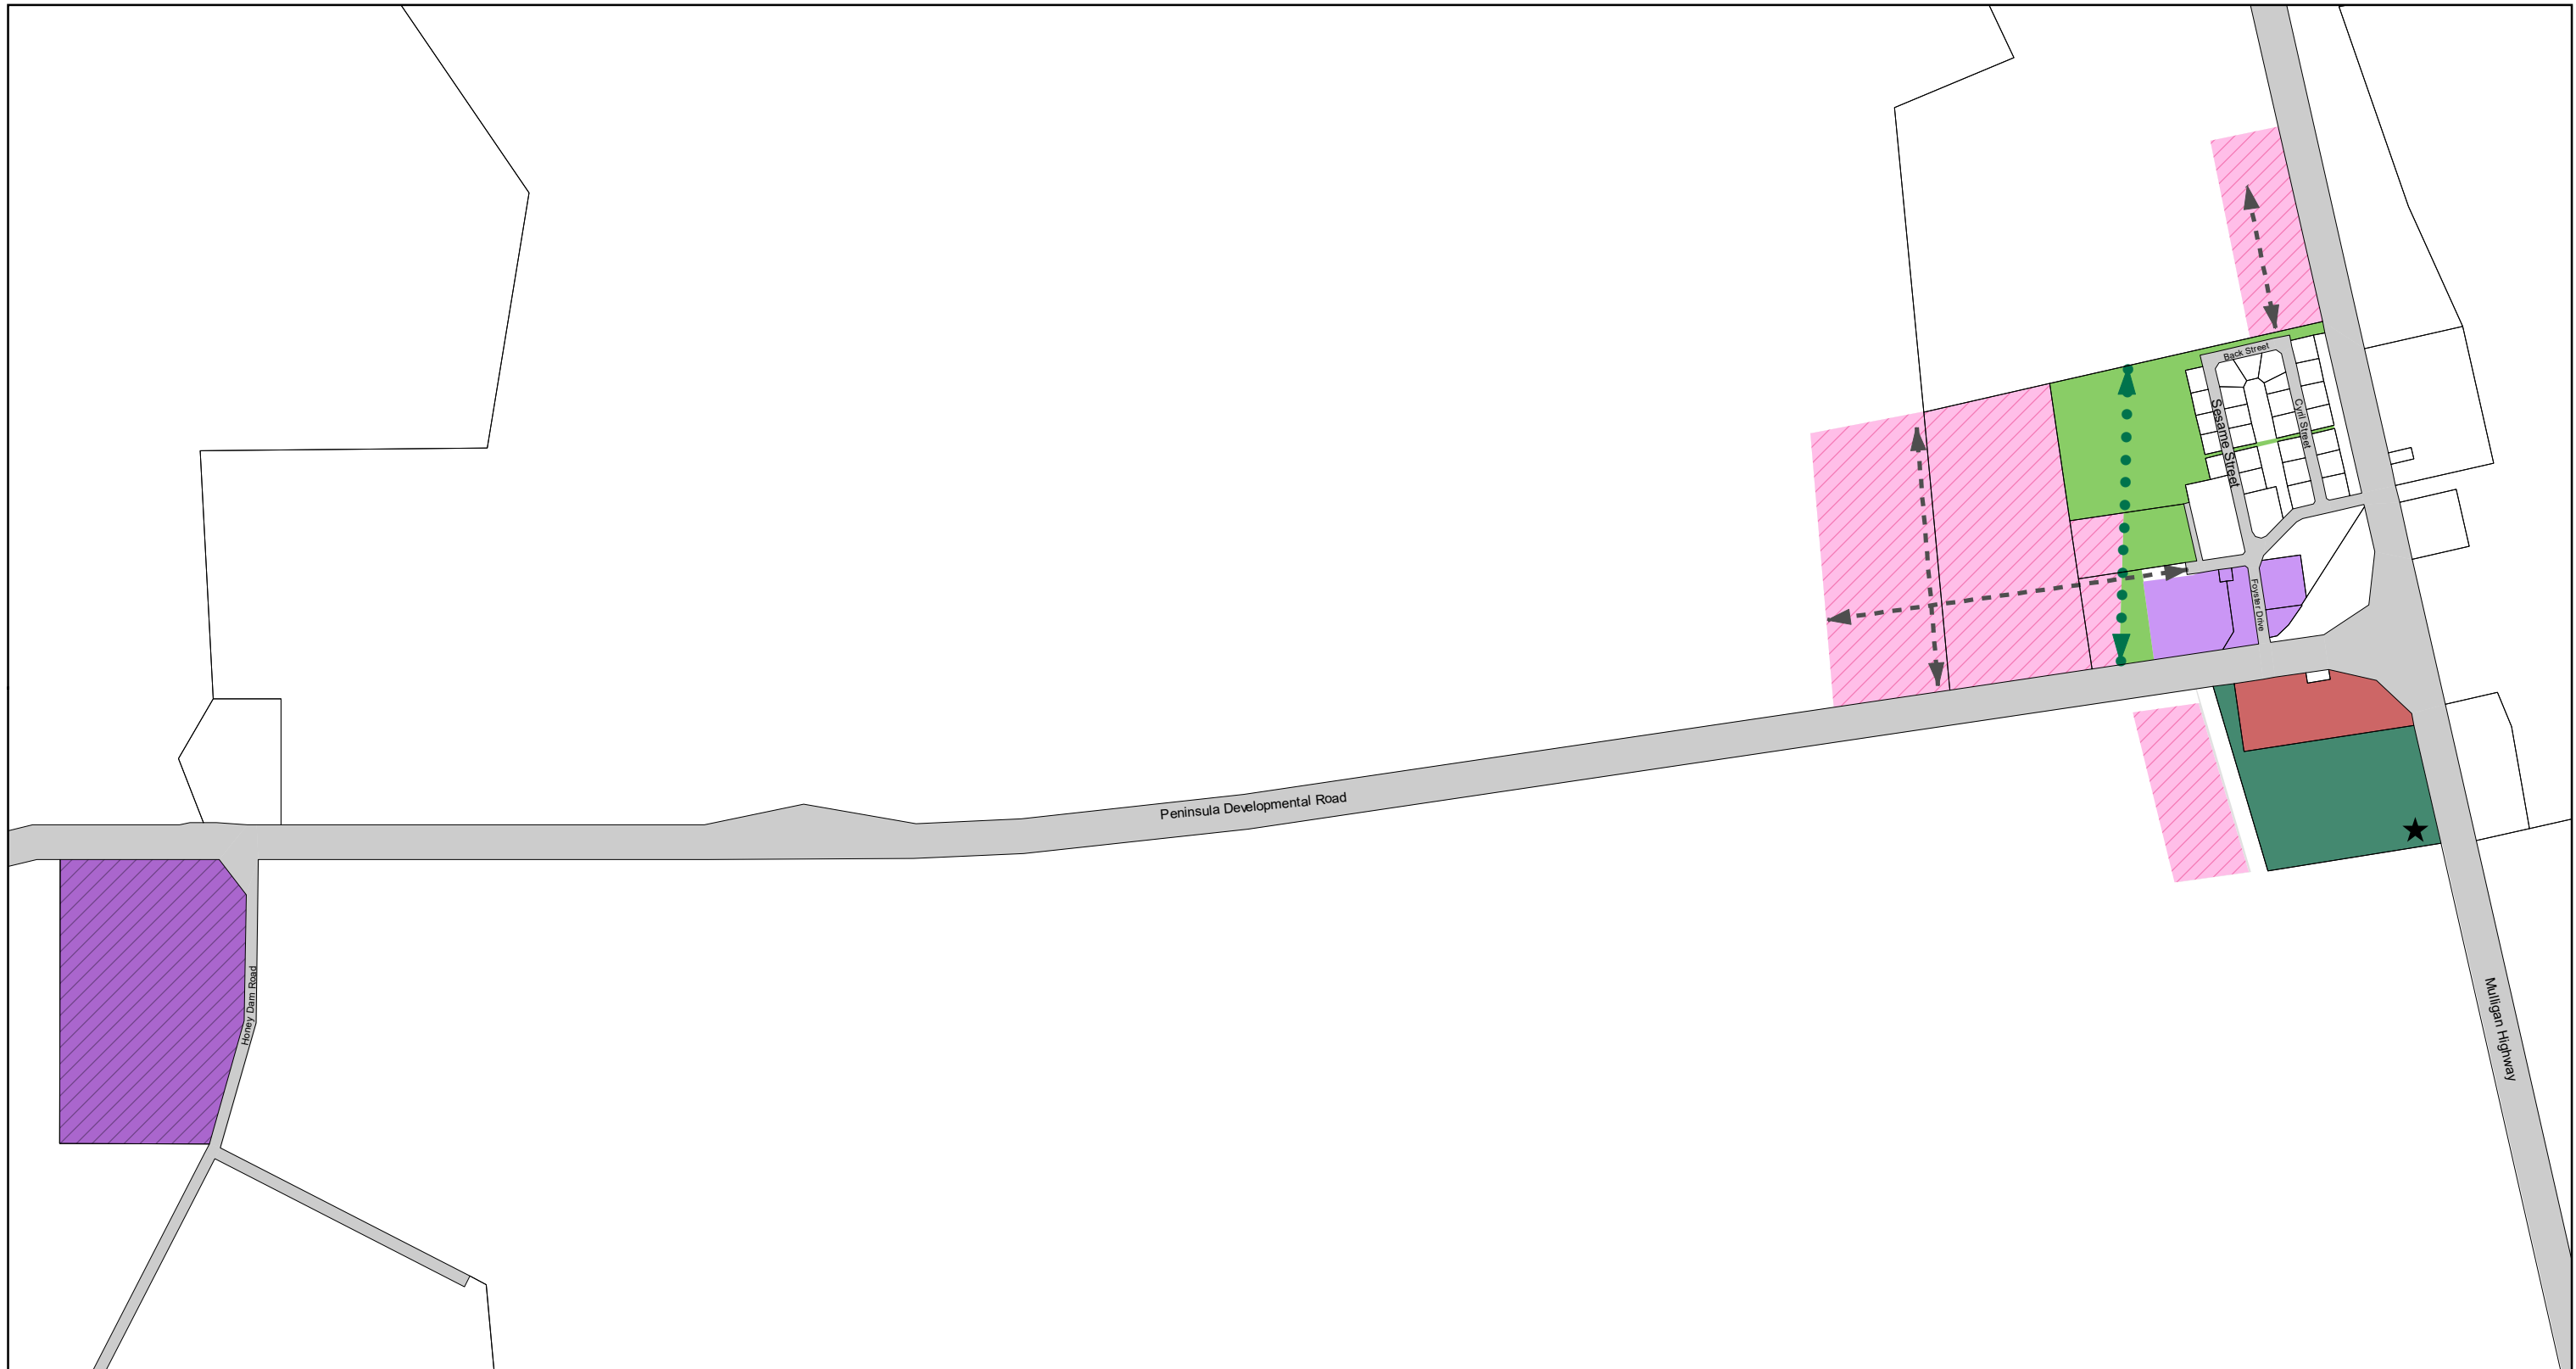 Back Street
Sesame Street
Cyril Street
Foyster Drive
Peninsula Developmental Road
Honey Dam Road
Mulligan Highway